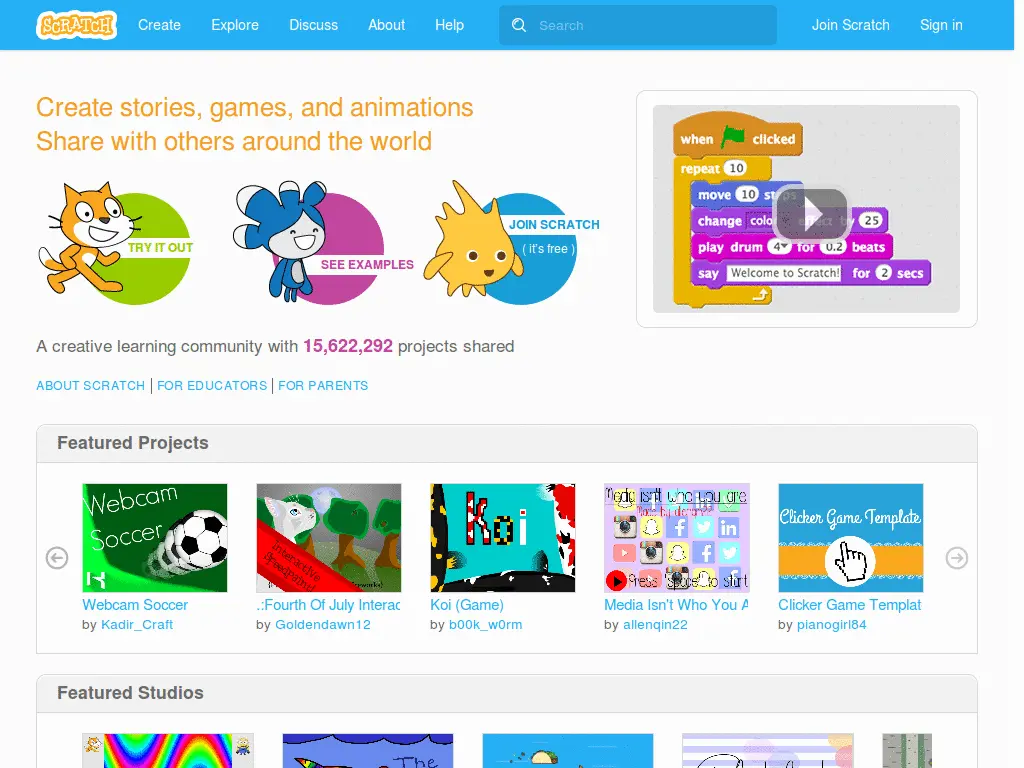 SCRATCH
Create Explore Discuss About Help Search Join Scratch Sign in
Create stories, games, and animations
Share with others around the world
TRY IT OUT
SEE EXAMPLES
JOIN SCRATCH
( it's free )
when clicked
repeat 10
move 10 steps
change color effect by 25
play drum 4 for 0.2 beats
say Welcome to Scratch! for 2 secs
A creative learning community with 15,622,292 projects shared
ABOUT SCRATCH | FOR EDUCATORS | FOR PARENTS
Featured Projects
Webcam
Soccer
Interactive
Koi
Media isn't who you are
Press 'Space' to start
Clicker Game Template
Webcam Soccer
by Kadir_Craft
.:Fourth Of July Interac
by Goldendawn12
Koi (Game)
by b00k_w0rm
Media Isn't Who You A
by allenqin22
Clicker Game Templat
by pianogirl84
Featured Studios
The